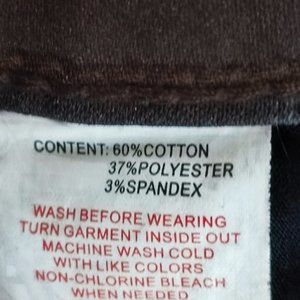 CONTENT: 60%COTTON
37%POLYESTER
3%SPANDEX
WASH BEFORE WEARING
TURN GARMENT INSIDE OUT
MACHINE WASH COLD
WITH LIKE COLORS
NON-CHLORINE BLEACH
WHEN NEEDED